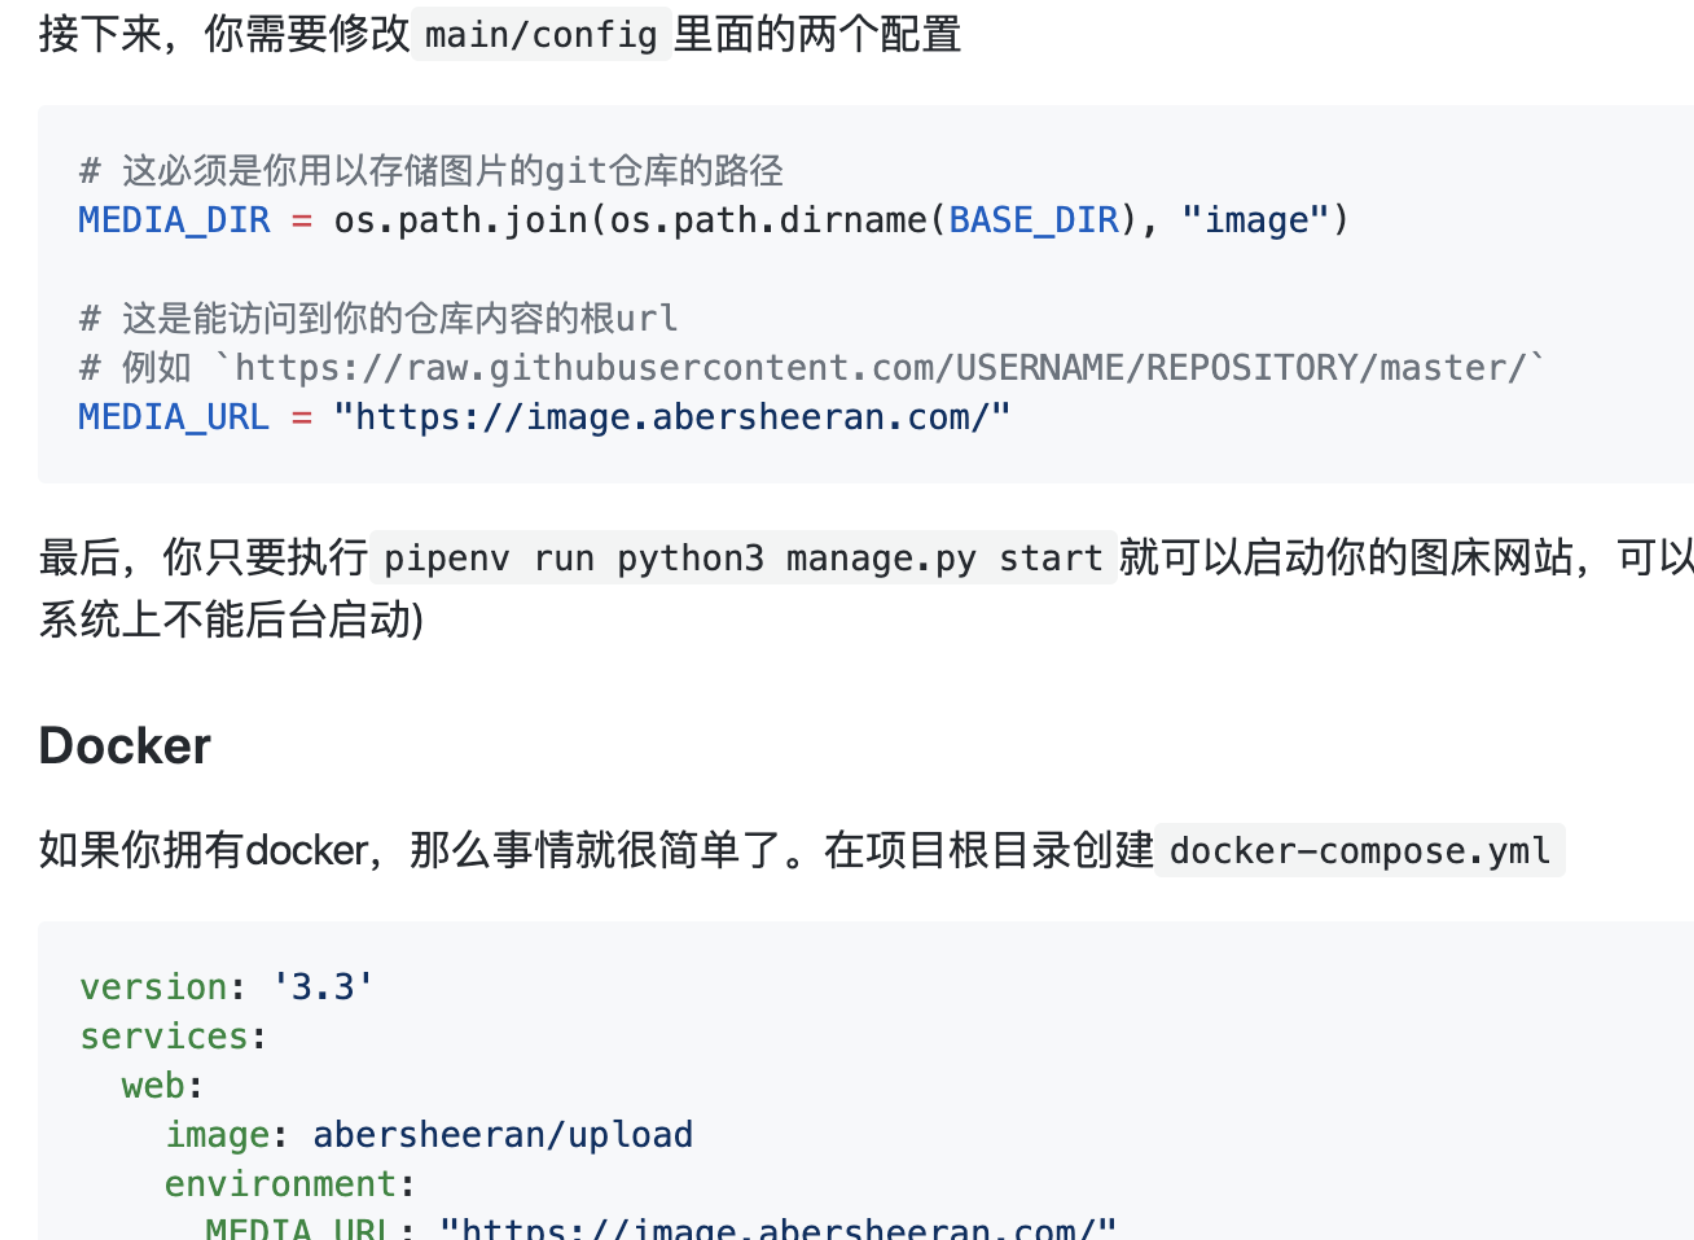 接下来，你需要修改 main/config 里面的两个配置
# 这必须是你用以存储图片的git仓库的路径
MEDIA_DIR = os.path.join(os.path.dirname(BASE_DIR), "image")
# 这是能访问到你的仓库内容的根url
# 例如 `https://raw.githubusercontent.com/USERNAME/REPOSITORY/master/`
MEDIA_URL = "https://image.abersheeran.com/"
最后，你只要执行 pipenv run python3 manage.py start 就可以启动你的图床网站，可以
系统上不能后台启动)
Docker
如果你拥有docker，那么事情就很简单了。在项目根目录创建 docker-compose.yml
version: '3.3'
services:
  web:
    image: abersheeran/upload
    environment:
      MEDIA_URL: "https://image.abersheeran.com/"